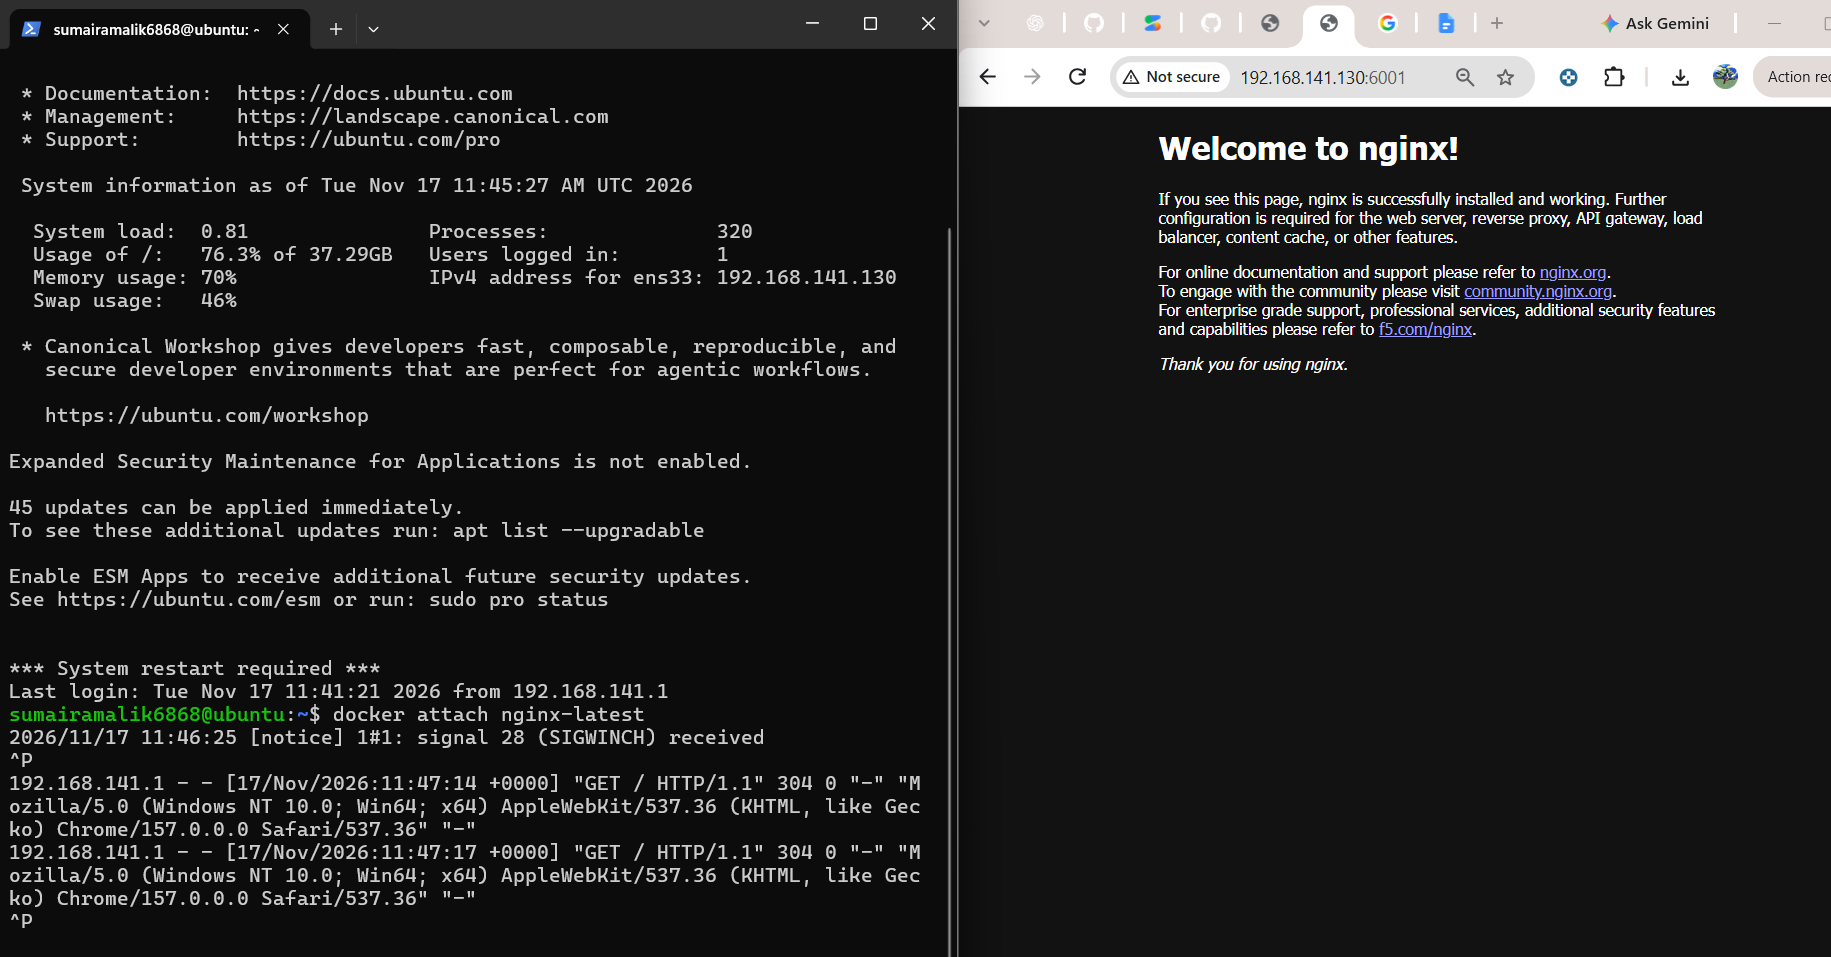 sumairamalik6868@ubuntu: ~
* Documentation:  https://docs.ubuntu.com
* Management:     https://landscape.canonical.com
* Support:        https://ubuntu.com/pro
System information as of Tue Nov 17 11:45:27 AM UTC 2026
System load:  0.81               Processes:              320
Usage of /:   76.3% of 37.29GB   Users logged in:        1
Memory usage: 70%                IPv4 address for ens33: 192.168.141.130
Swap usage:   46%
* Canonical Workshop gives developers fast, composable, reproducible, and
secure developer environments that are perfect for agentic workflows.
https://ubuntu.com/workshop
Expanded Security Maintenance for Applications is not enabled.
45 updates can be applied immediately.
To see these additional updates run: apt list --upgradable
Enable ESM Apps to receive additional future security updates.
See https://ubuntu.com/esm or run: sudo pro status
*** System restart required ***
Last login: Tue Nov 17 11:41:21 2026 from 192.168.141.1
sumairamalik6868@ubuntu:~$ docker attach nginx-latest
2026/11/17 11:46:25 [notice] 1#1: signal 28 (SIGWINCH) received
^P
192.168.141.1 - - [17/Nov/2026:11:47:14 +0000] "GET / HTTP/1.1" 304 0 "-" "M
ozilla/5.0 (Windows NT 10.0; Win64; x64) AppleWebKit/537.36 (KHTML, like Gec
ko) Chrome/157.0.0.0 Safari/537.36" "-"
192.168.141.1 - - [17/Nov/2026:11:47:17 +0000] "GET / HTTP/1.1" 304 0 "-" "M
ozilla/5.0 (Windows NT 10.0; Win64; x64) AppleWebKit/537.36 (KHTML, like Gec
ko) Chrome/157.0.0.0 Safari/537.36" "-"
^P
Ask Gemini
Not secure 192.168.141.130:6001 Action
Welcome to nginx!
If you see this page, nginx is successfully installed and working. Further
configuration is required for the web server, reverse proxy, API gateway, load
balancer, content cache, or other features.
For online documentation and support please refer to nginx.org.
To engage with the community please visit community.nginx.org.
For enterprise grade support, professional services, additional security features
and capabilities please refer to f5.com/nginx.
Thank you for using nginx.